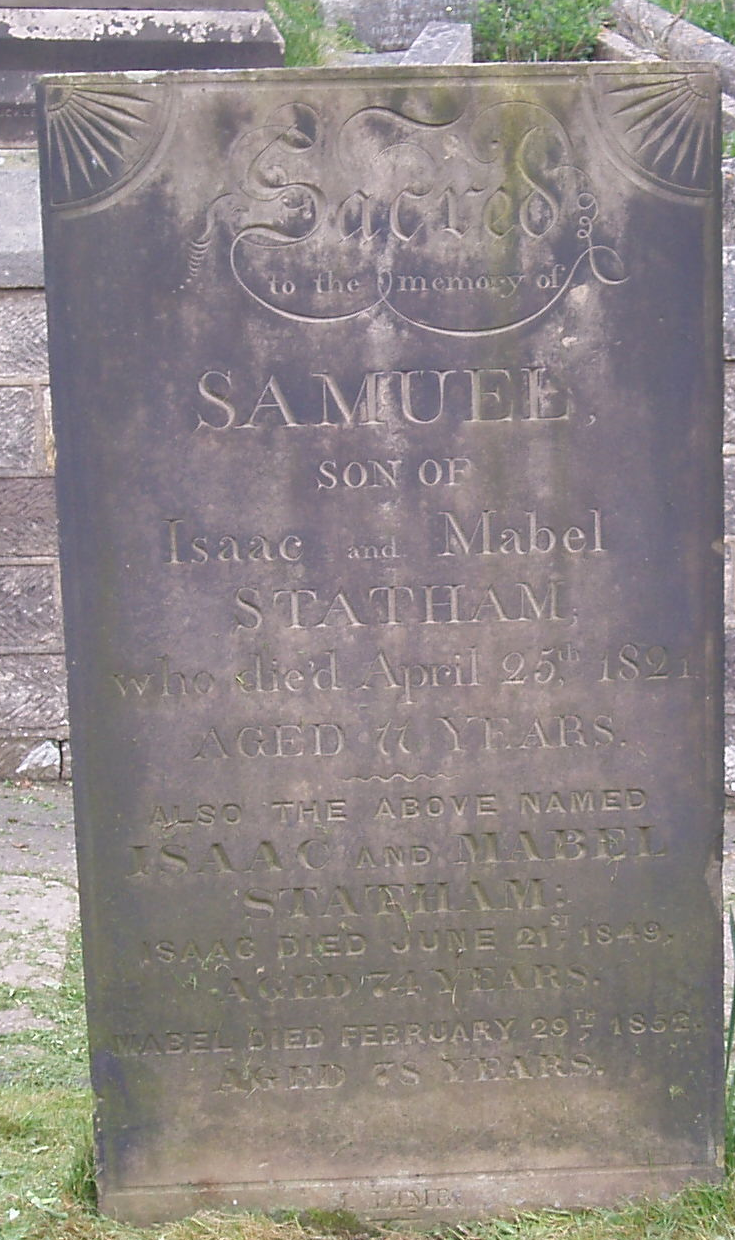 Sacred
to the memory of
SAMUEL,
SON OF
Isaac and Mabel
STATHAM,
who die'd April 25th, 1821
AGED 11 YEARS.
ALSO THE ABOVE NAMED
ISAAC AND MABEL
STATHAM:
ISAAC DIED JUNE 21ST, 1849,
AGED 74 YEARS.
MABEL DIED FEBRUARY 29TH, 1852,
AGED 78 YEARS.